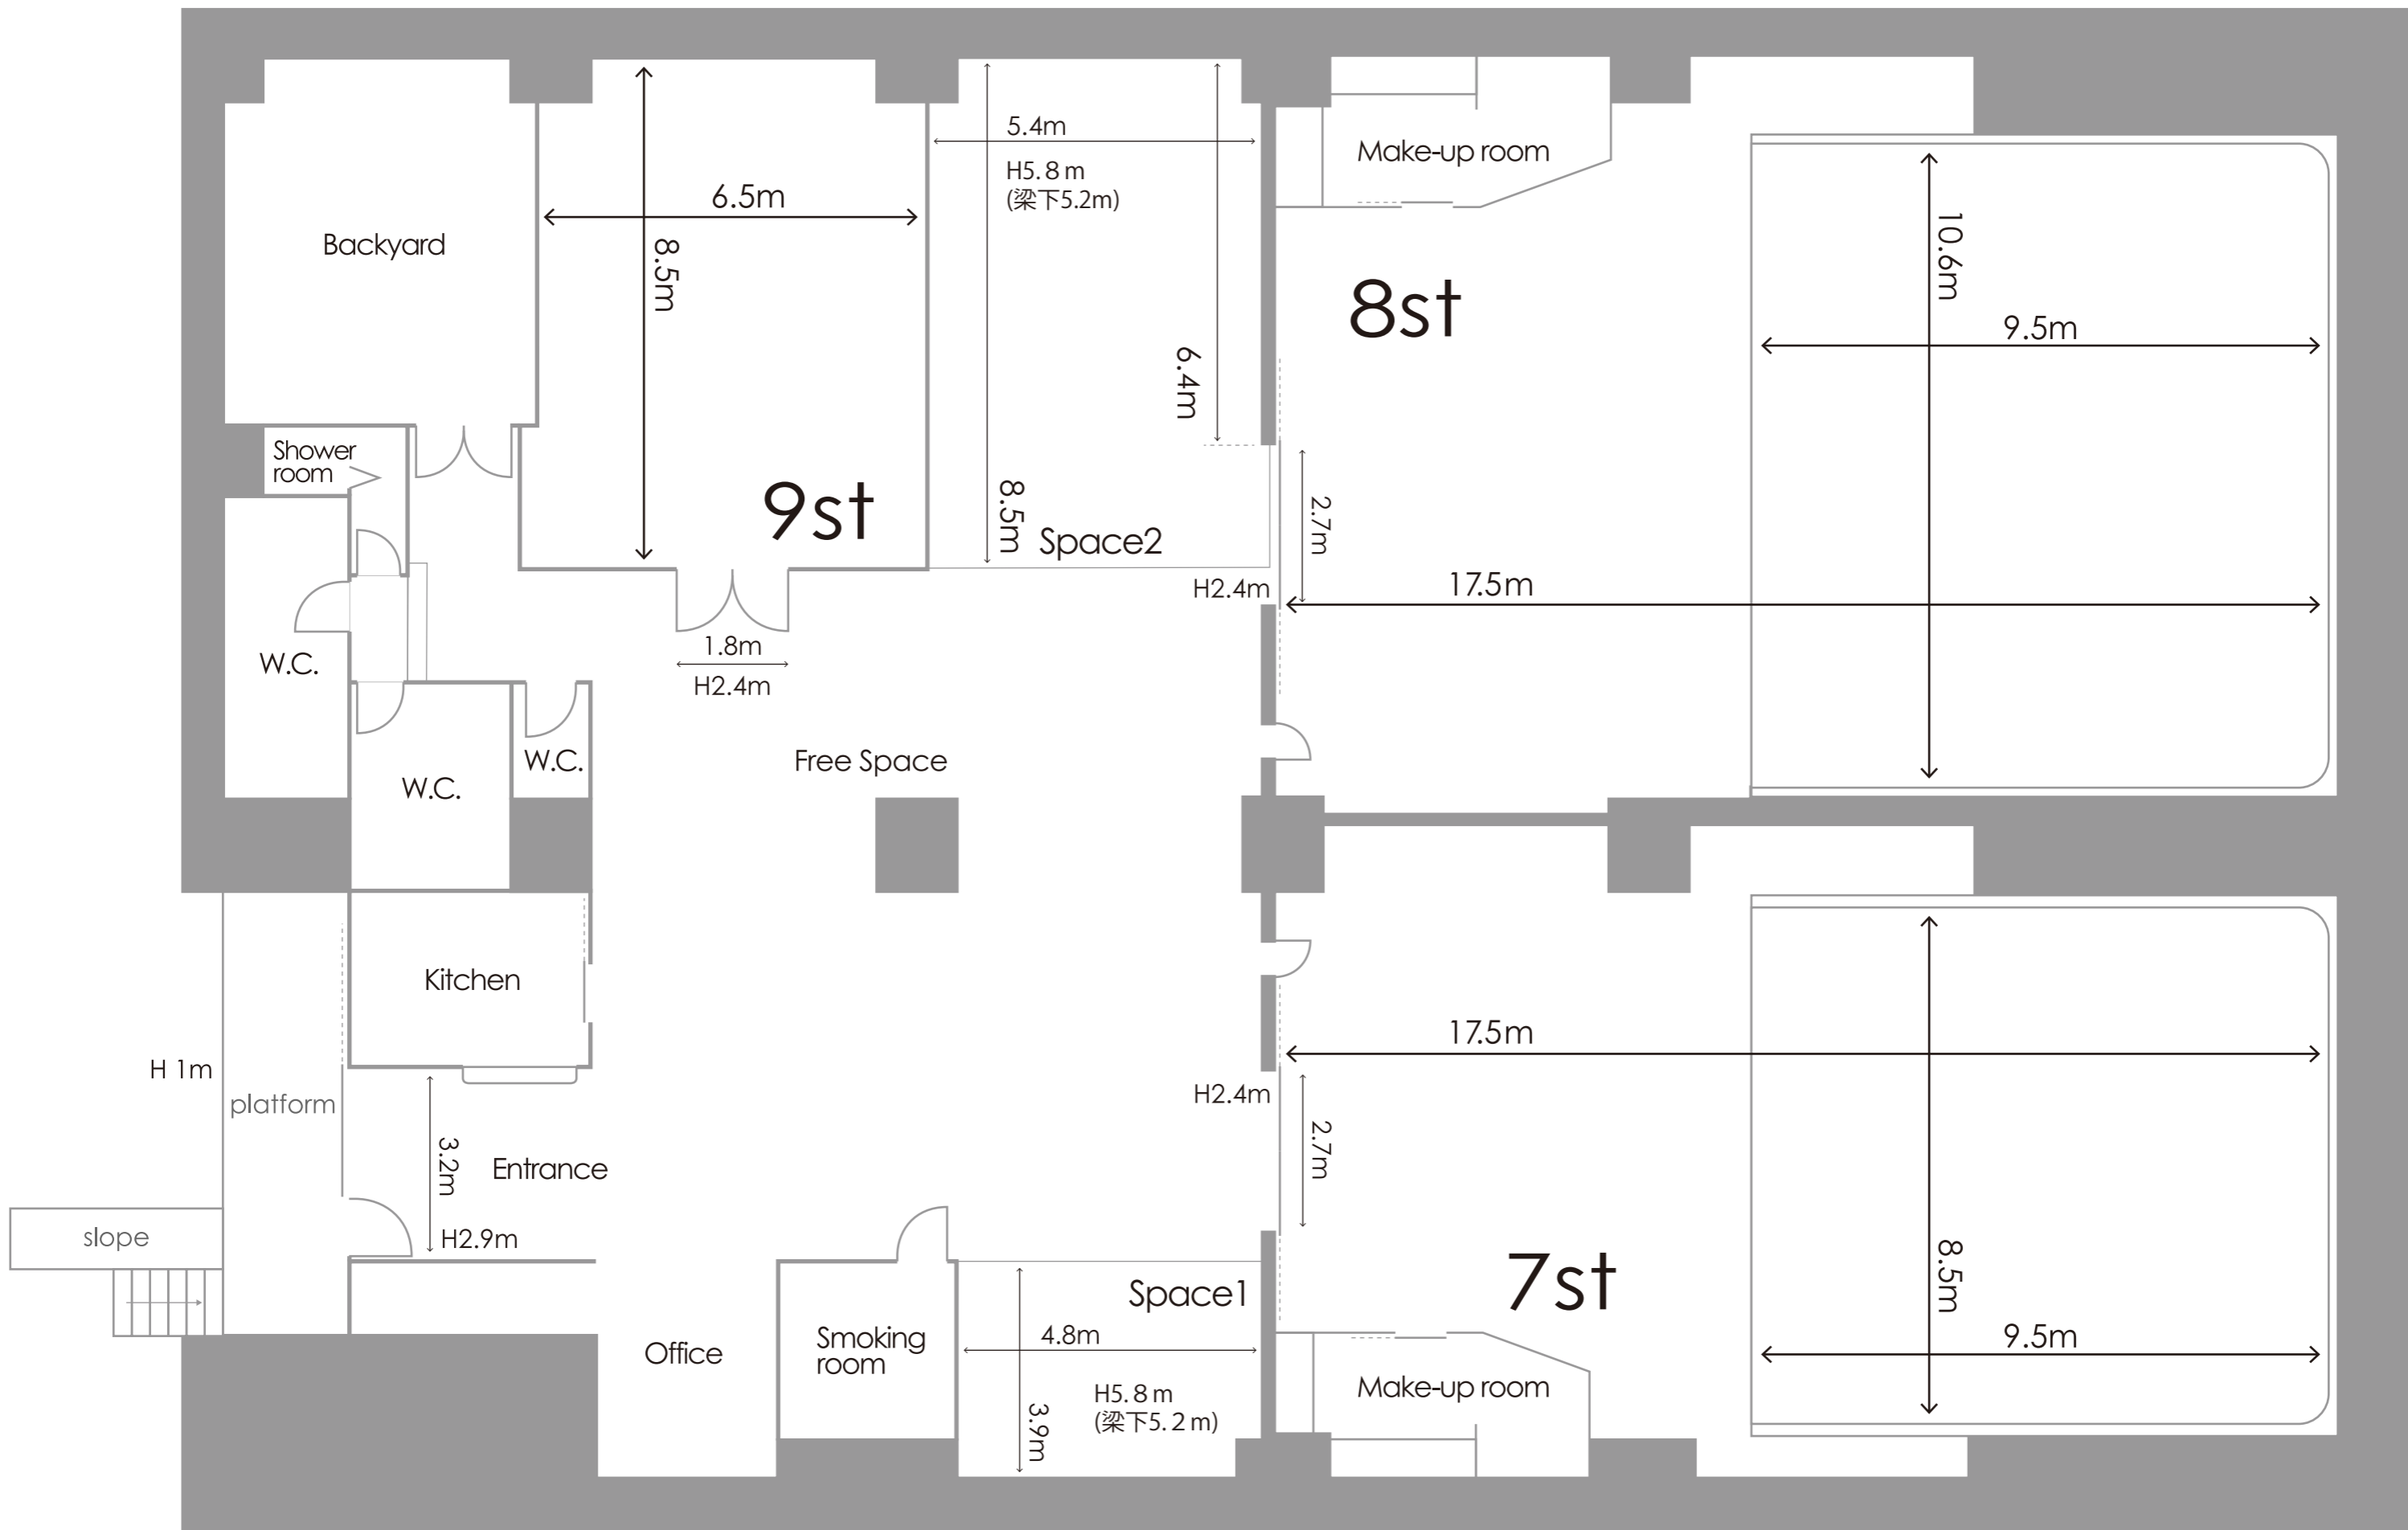 5.4m
H5.8m
(梁下5.2m)
Make-up room
6.5m
Backyard
8.5m
10.6m
8st
9.5m
6.4m
Shower
room
9st
8.5m
Space2
2.7m
H2.4m
17.5m
1.8m
H2.4m
W.C.
W.C.
W.C.
Free Space
Kitchen
17.5m
H 1m
platform
H2.4m
2.7m
3.2m
Entrance
slope
H2.9m
7st
8.5m
Space1
4.8m
Smoking
room
Office
9.5m
H5.8m
(梁下5.2m)
Make-up room
3.9m